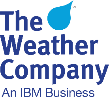 The
Weather
Company
An IBM Business